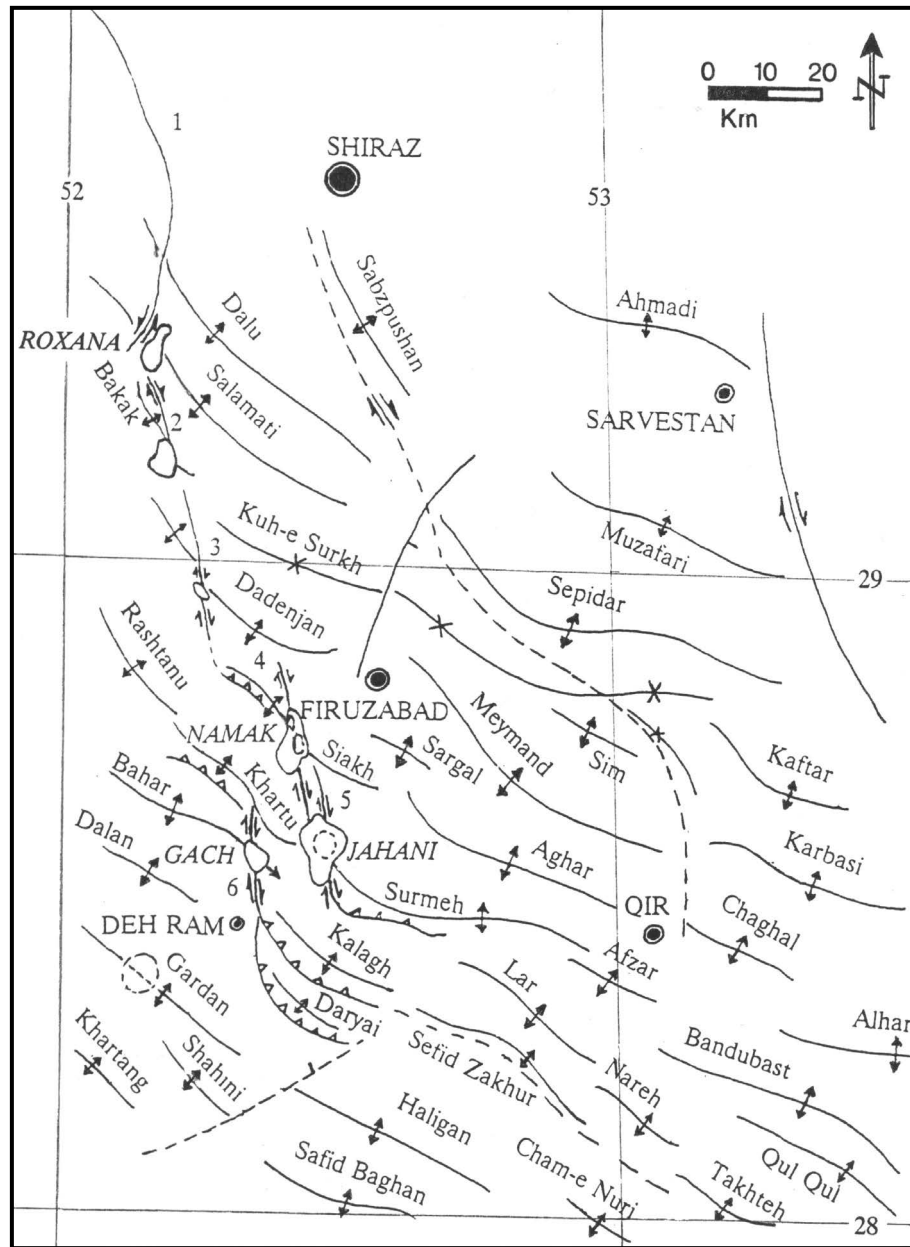 0 10 20
Km
N
1
SHIRAZ
52
53
Sabzpushan
Ahmadi
Dalu
ROXANA
Bakak
Salamati
2
SARVESTAN
Kuh-e Surkh
Muzafari
3
29
Sepidar
Dadenjan
Rashtanu
4
FIRUZABAD
NAMAK
Meymand
Sim
Sargal
Siakh
Kaftar
Bahar
Khartu
5
Dalan
GACH
JAHANI
Aghar
Karbasi
6
Surmeh
QIR
Chaghal
DEH RAM
Kalagh
Afzar
Lar
Gardan
Daryai
Alhar
Khartang
Shahini
Sefid Zakhur
Nareh
Bandubast
Haligan
Safid Baghan
Cham-e Nuri
Takhteh
Qul Qul
28